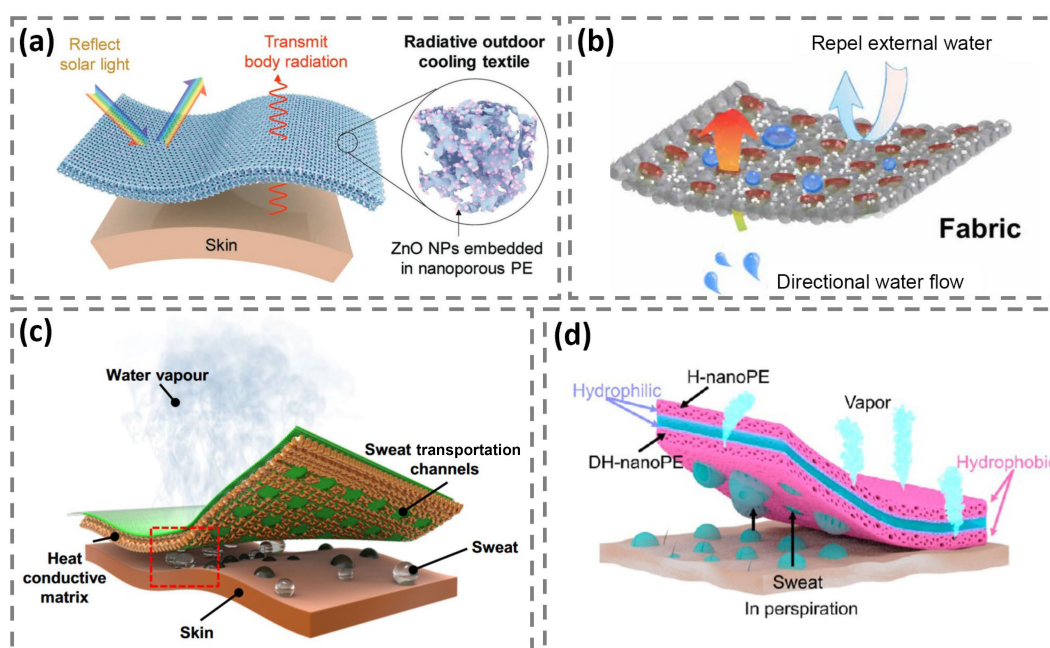 (a)
Reflect
solar light
Transmit
body radiation
Radiative outdoor
cooling textile
Skin
ZnO NPs embedded
in nanoporous PE
(b)
Repel external water
Fabric
Directional water flow
(c)
Water vapour
Sweat transportation
channels
Heat
conductive
matrix
Sweat
Skin
(d)
H-nanoPE
Hydrophilic
Vapor
DH-nanoPE
Hydrophobic
Sweat
In perspiration